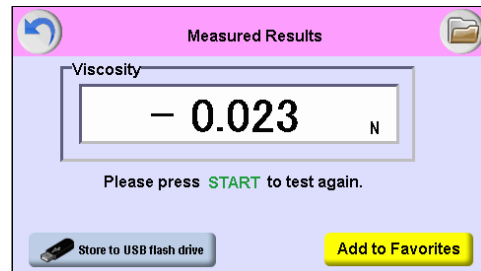 Measured Results
Viscosity
− 0.023 N
Please press START to test again.
Store to USB flash drive
Add to Favorites